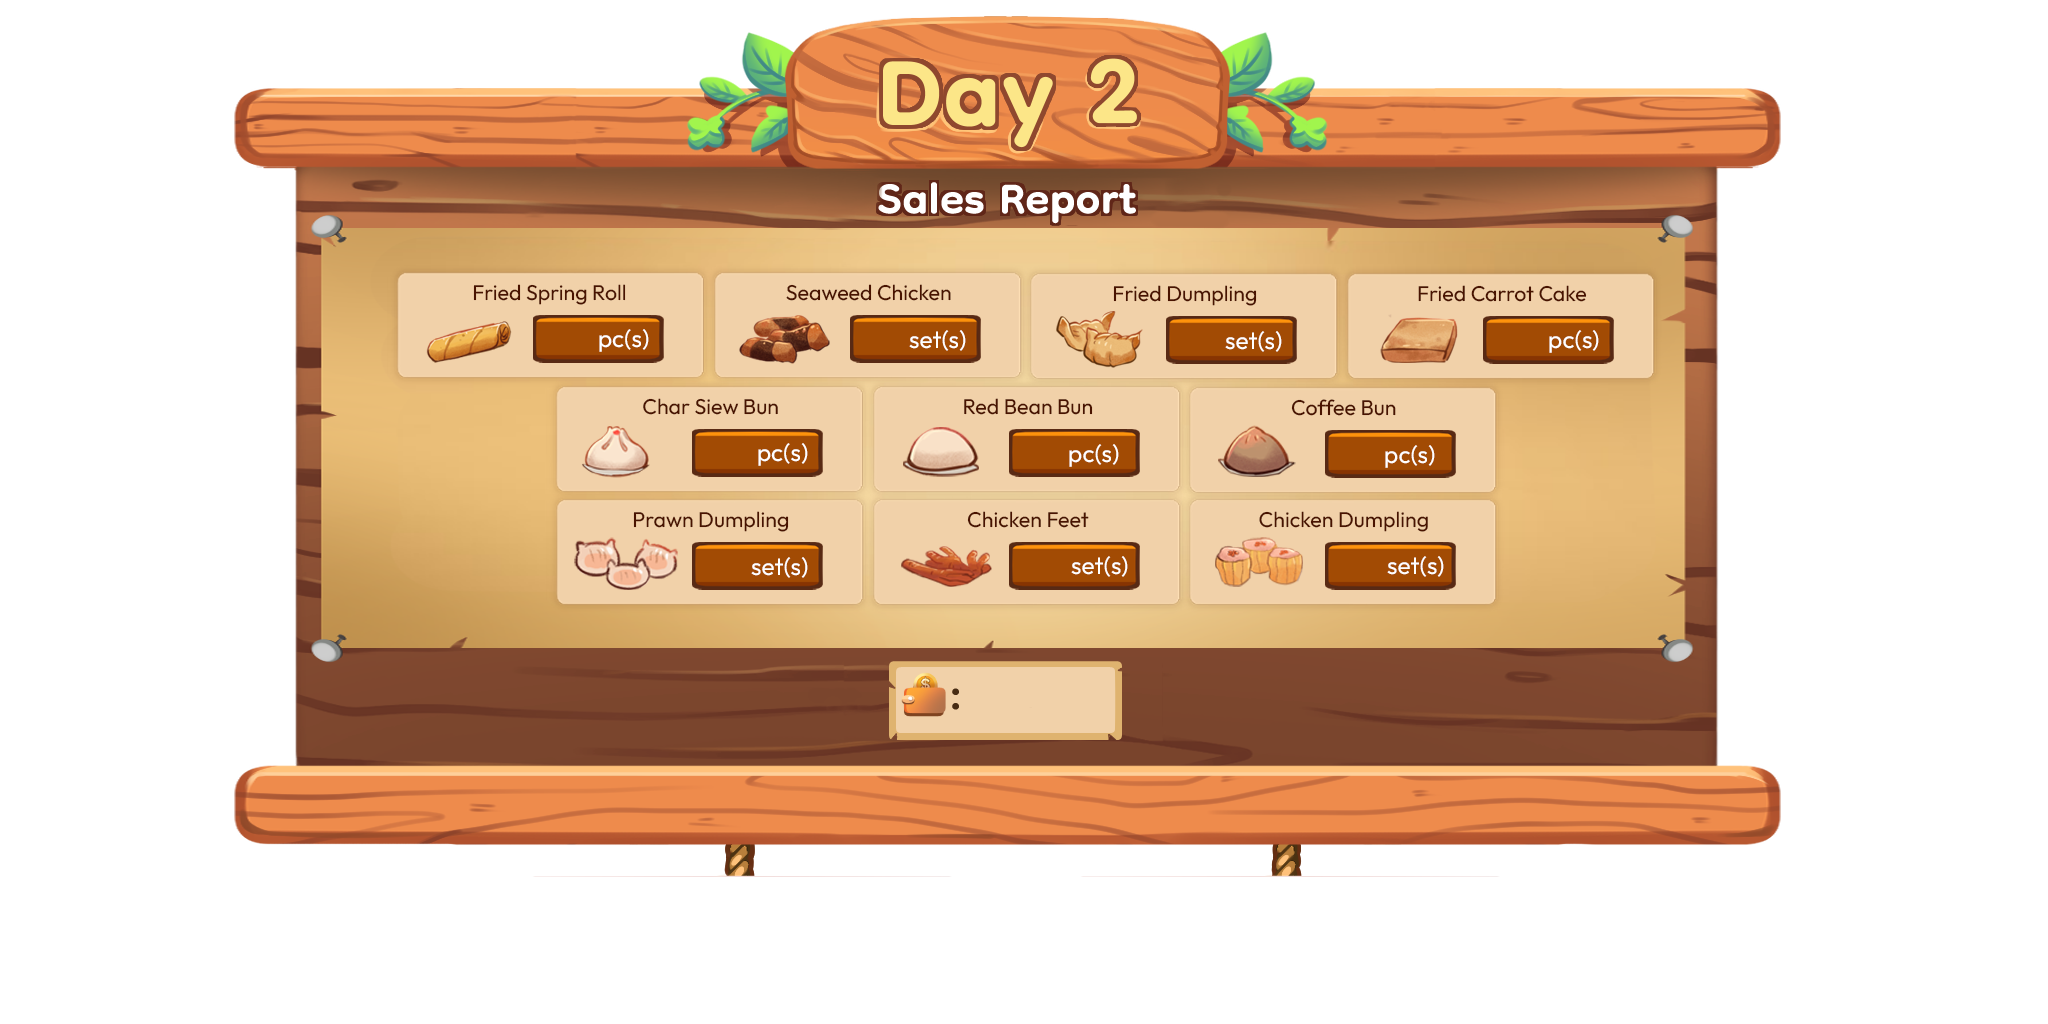 Day 2
Sales Report
Fried Spring Roll
pc(s)
Seaweed Chicken
set(s)
Fried Dumpling
set(s)
Fried Carrot Cake
pc(s)
Char Siew Bun
pc(s)
Red Bean Bun
pc(s)
Coffee Bun
pc(s)
Prawn Dumpling
set(s)
Chicken Feet
set(s)
Chicken Dumpling
set(s)
$
: